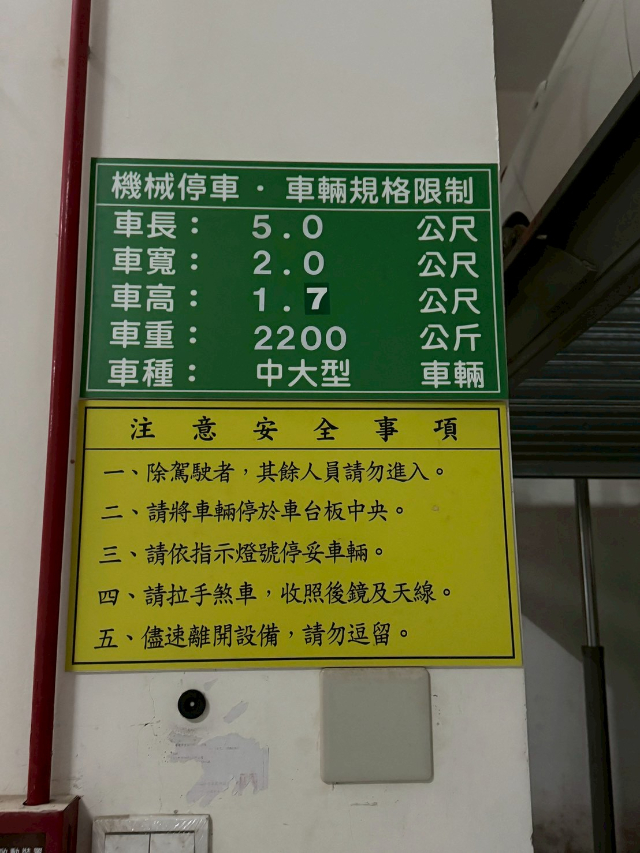 機械停車・車輛規格限制
車長：5.0 公尺
車寬：2.0 公尺
車高：1.7 公尺
車重：2200 公斤
車種：中大型 車輛
注意安全事項
一、除駕駛者，其餘人員請勿進入。
二、請將車輛停於車台板中央。
三、請依指示燈號停妥車輛。
四、請拉手煞車，收照後鏡及天線。
五、儘速離開設備，請勿逗留。